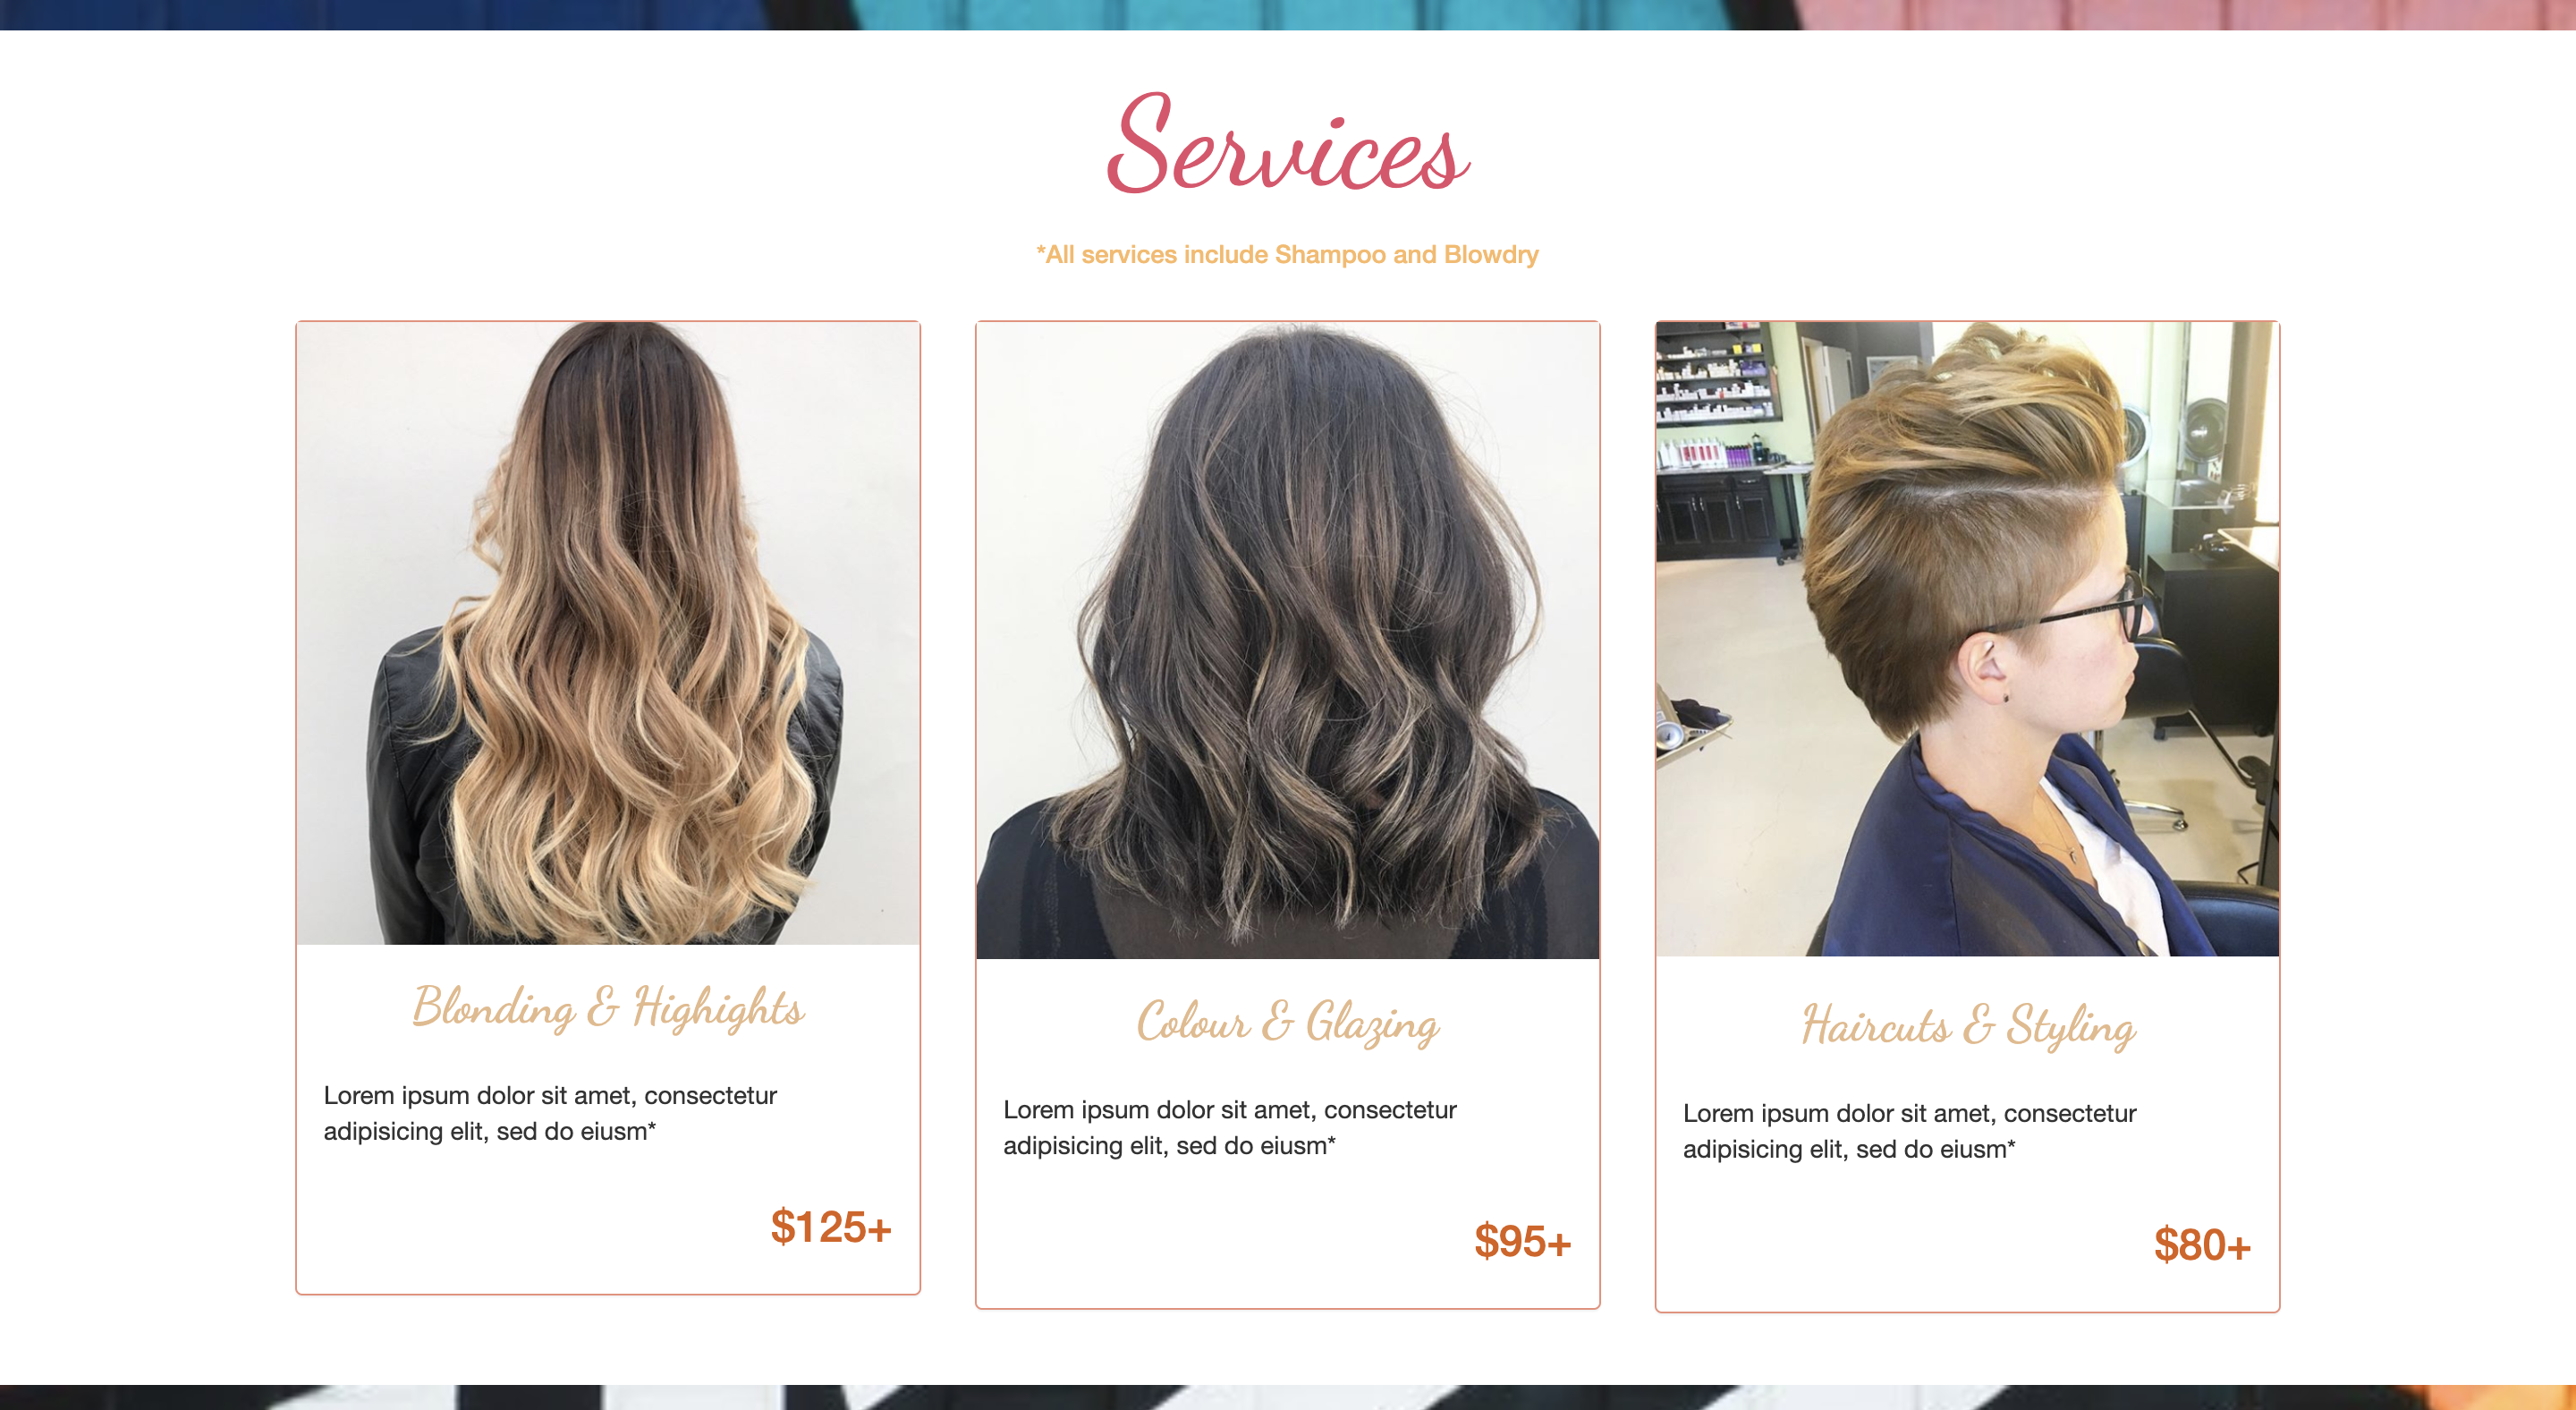 Services
*All services include Shampoo and Blowdry
Blonding & Highights
Lorem ipsum dolor sit amet, consectetur
adipisicing elit, sed do eiusm*
$125+
Colour & Glazing
Lorem ipsum dolor sit amet, consectetur
adipisicing elit, sed do eiusm*
$95+
Haircuts & Styling
Lorem ipsum dolor sit amet, consectetur
adipisicing elit, sed do eiusm*
$80+